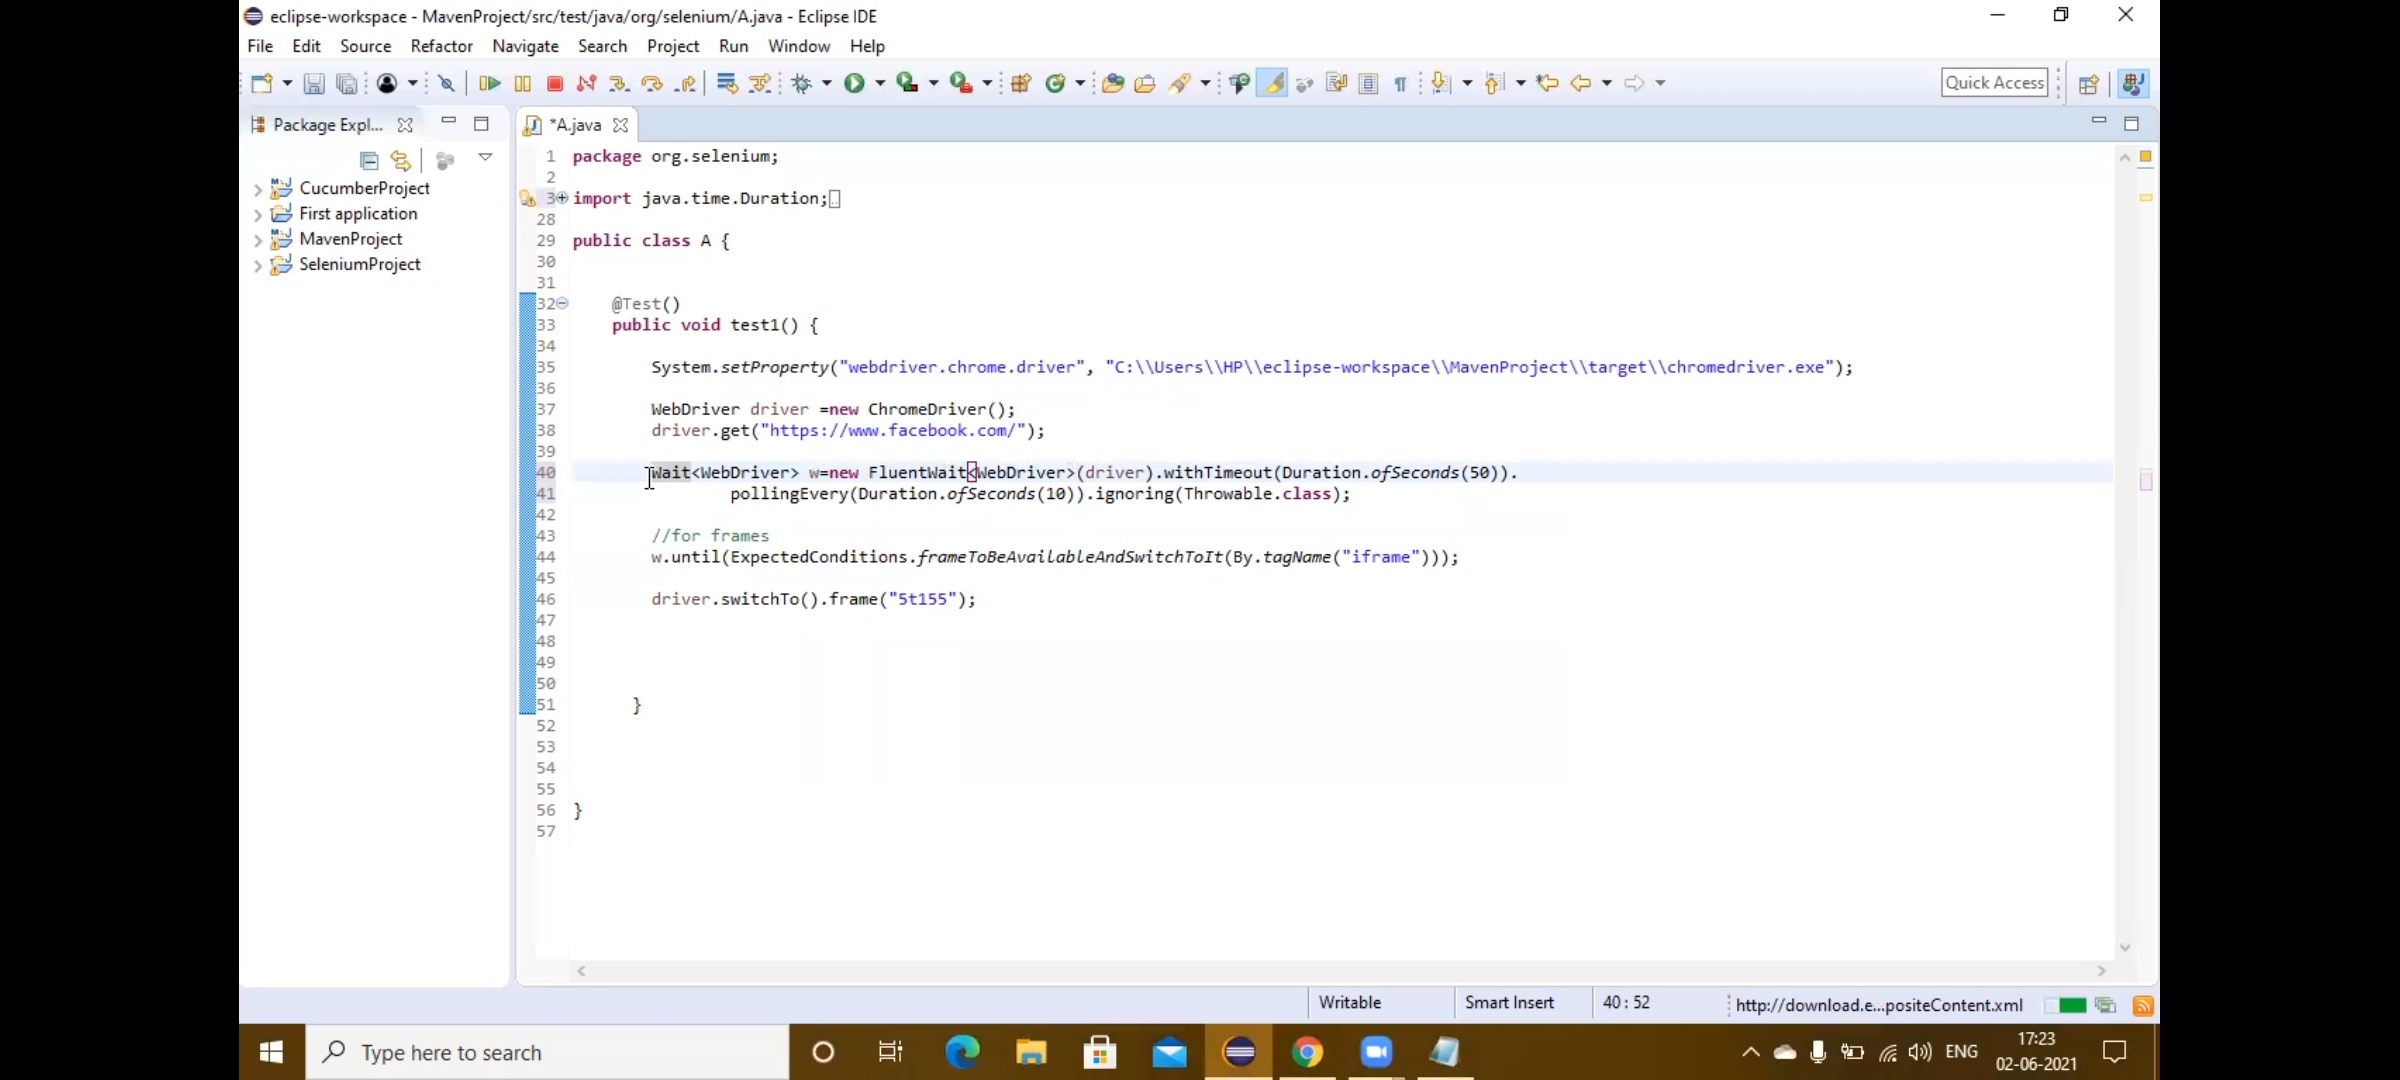 eclipse-workspace - MavenProject/src/test/java/org/selenium/A.java - Eclipse IDE
File Edit Source Refactor Navigate Search Project Run Window Help
Quick Access
Package Expl...
*A.java
CucumberProject
First application
MavenProject
SeleniumProject
1 package org.selenium;
2
3 import java.time.Duration;
28
29 public class A {
30
31
32 @Test()
33 public void test1() {
34
35 System.setProperty("webdriver.chrome.driver", "C:\\Users\\HP\\eclipse-workspace\\MavenProject\\target\\chromedriver.exe");
36
37 WebDriver driver =new ChromeDriver();
38 driver.get("https://www.facebook.com/");
39
40 Wait<WebDriver> w=new FluentWait<WebDriver>(driver).withTimeout(Duration.ofSeconds(50)).
41 pollingEvery(Duration.ofSeconds(10)).ignoring(Throwable.class);
42
43 //for frames
44 w.until(ExpectedConditions.frameToBeAvailableAndSwitchToIt(By.tagName("iframe")));
45
46 driver.switchTo().frame("5t155");
47
48
49
50
51 }
52
53
54
55
56 }
57
Writable Smart Insert 40 : 52 http://download.e...positeContent.xml
Type here to search
ENG
17:23
02-06-2021